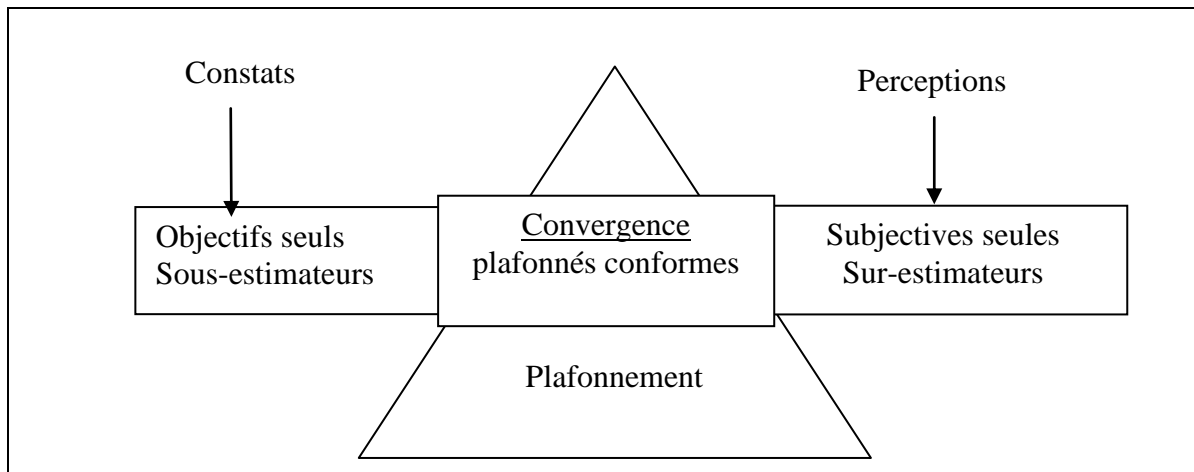 Constats
Perceptions
Objectifs seuls
Sous-estimateurs
Convergence
plafonnés conformes
Subjectives seules
Sur-estimateurs
Plafonnement